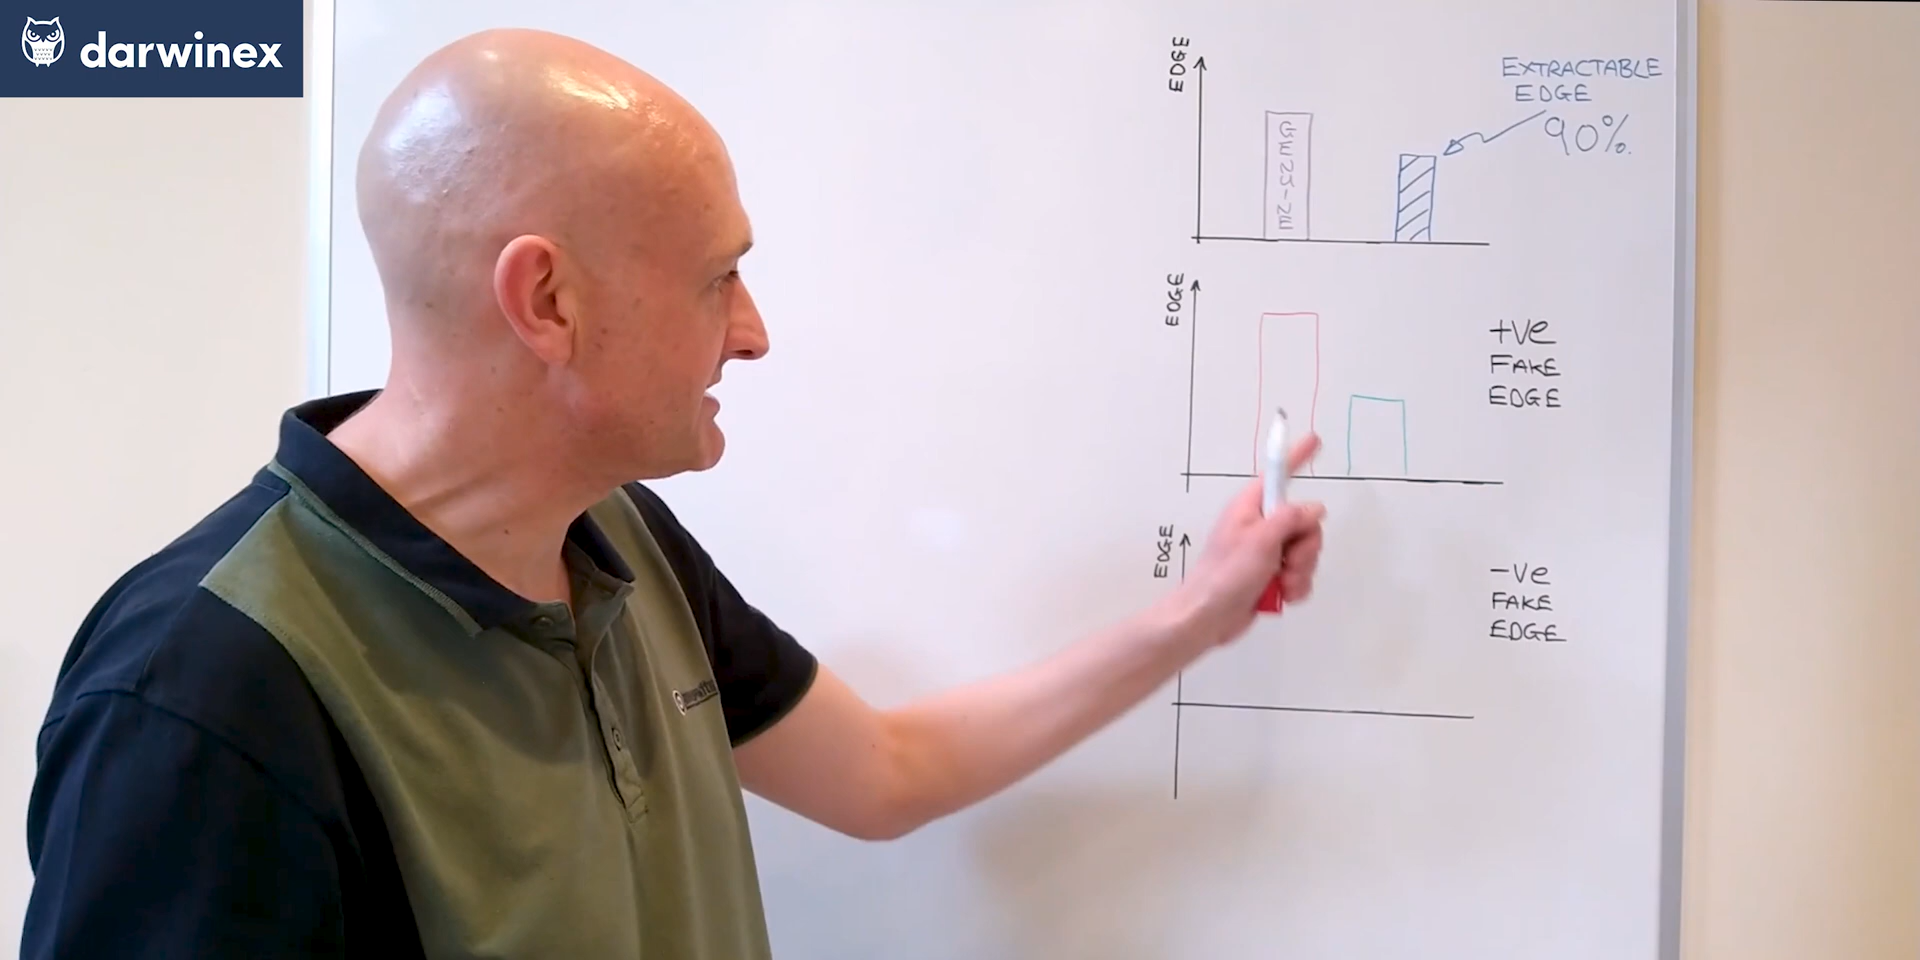 darwinex
EDGE
GENUINE
EXTRACTABLE
EDGE
90%.
EDGE
+ve
FAKE
EDGE
EDGE
-ve
FAKE
EDGE